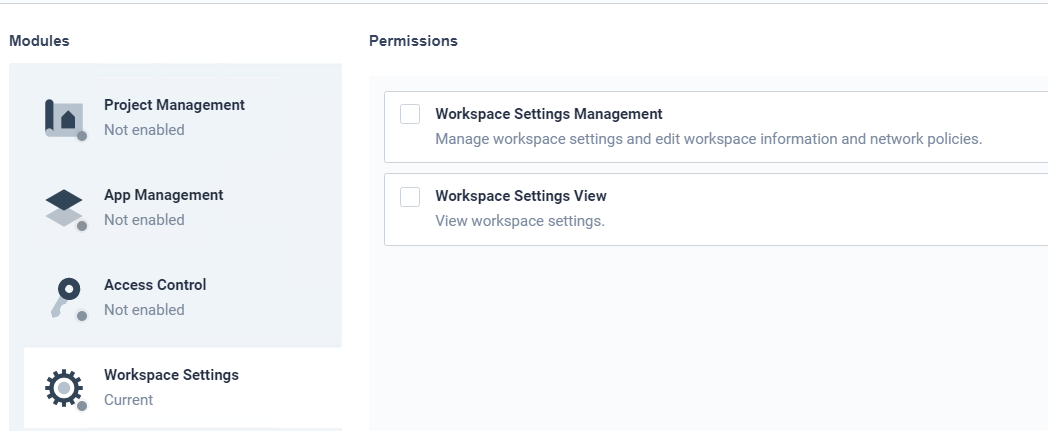 Modules
Project Management
Not enabled
App Management
Not enabled
Access Control
Not enabled
Workspace Settings
Current
Permissions
Workspace Settings Management
Manage workspace settings and edit workspace information and network policies.
Workspace Settings View
View workspace settings.